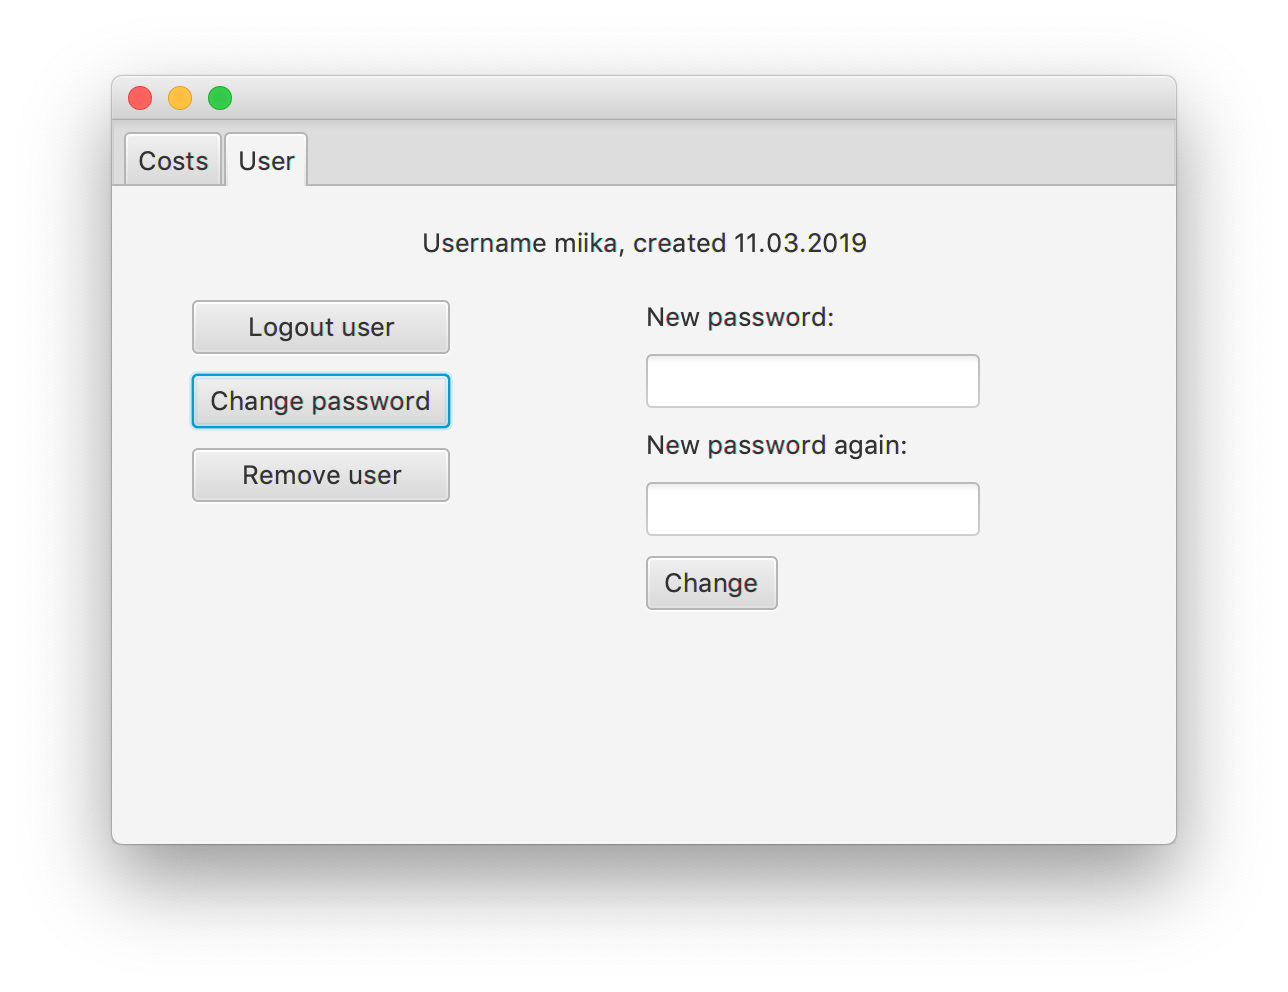 Costs
User
Username miika, created 11.03.2019
Logout user
Change password
Remove user
New password:
New password again:
Change